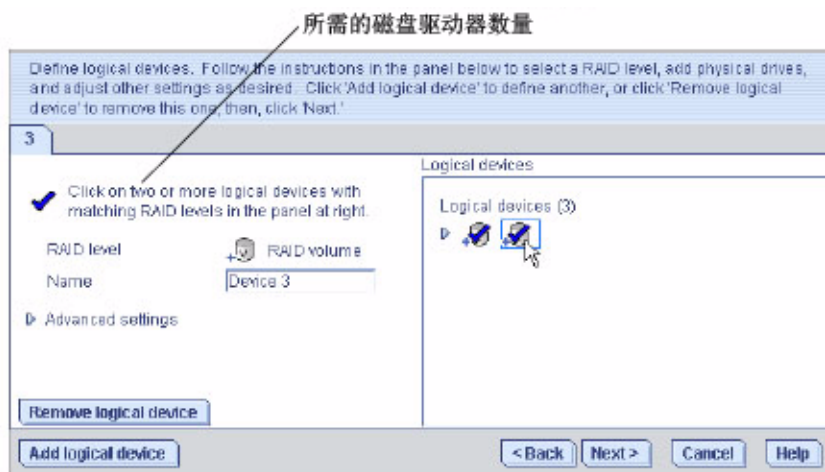 所需的磁盘驱动器数量
Define logical devices. Follow the instructions in the panel below to select a RAID level, add physical drives,
and adjust other settings as desired. Click 'Add logical device' to define another, or click 'Remove logical
device' to remove this one, then, click 'Next.'
3
Click on two or more logical devices with
matching RAID levels in the panel at right.
RAID level
RAID volume
Name
Device 3
Advanced settings
Remove logical device
Logical devices
Logical devices (3)
Add logical device
< Back
Next >
Cancel
Help